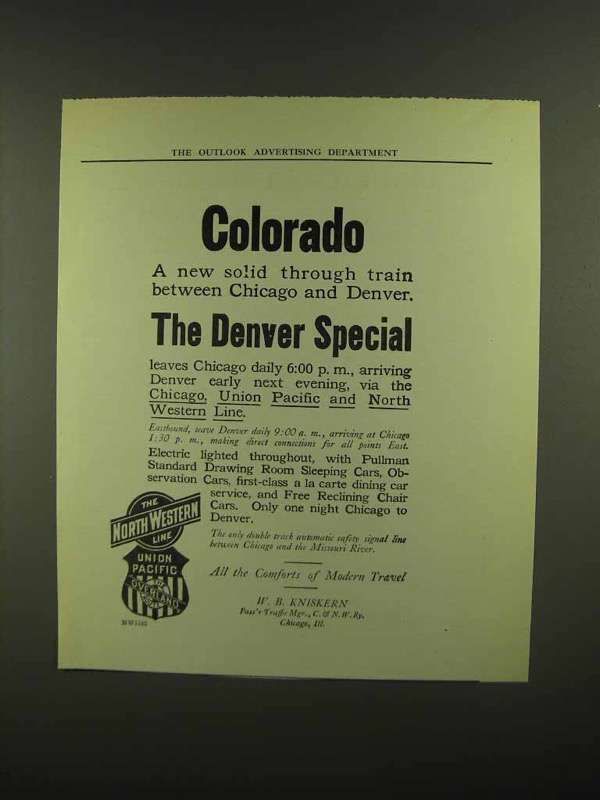 THE OUTLOOK ADVERTISING DEPARTMENT
Colorado
A new solid through train
between Chicago and Denver.
The Denver Special
leaves Chicago daily 6:00 p. m., arriving
Denver early next evening, via the
Chicago, Union Pacific and North
Western Line.
Eastbound, leave Denver daily 9:00 a. m., arriving at Chicago
1:30 p. m., making direct connections for all points East.
Electric lighted throughout, with Pullman
Standard Drawing Room Sleeping Cars, Ob-
servation Cars, first-class a la carte dining car
service, and Free Reclining Chair
Cars. Only one night Chicago to
Denver.
The only double track automatic safety signal line
between Chicago and the Missouri River.
All the Comforts of Modern Travel
W. B. KNISKERN
Pass'r Traffic Mgr., C. & N. W. Ry.
Chicago, Ill.
THE
NORTH WESTERN
LINE
UNION
PACIFIC
THE
OVERLAND